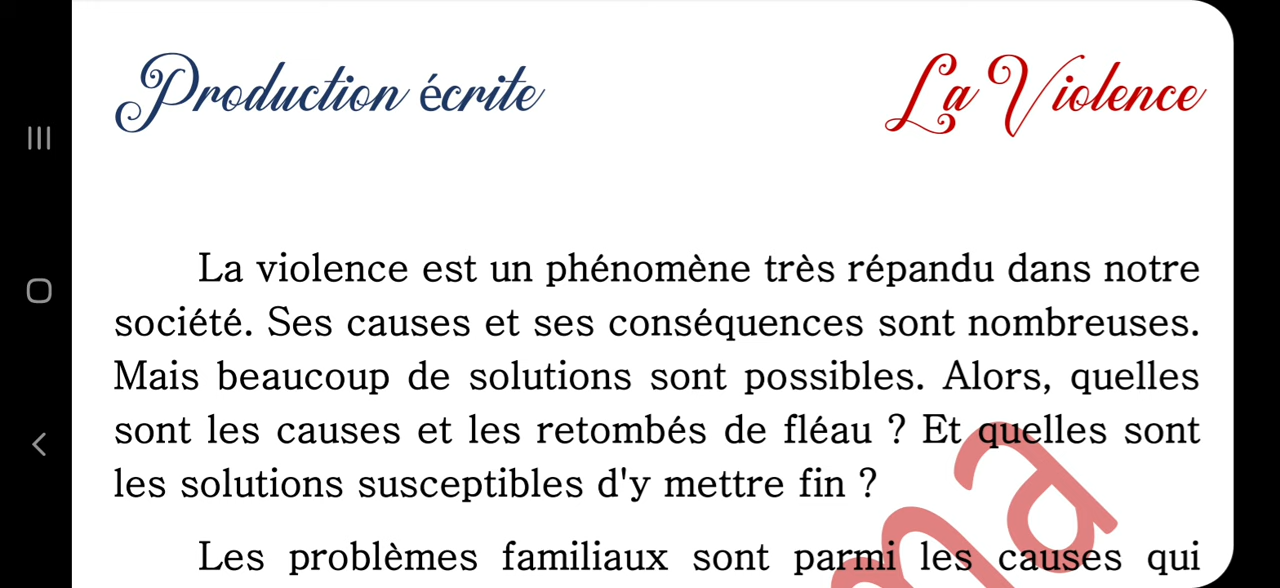 Production écrite
La Violence
La violence est un phénomène très répandu dans notre
société. Ses causes et ses conséquences sont nombreuses.
Mais beaucoup de solutions sont possibles. Alors, quelles
sont les causes et les retombés de fléau ? Et quelles sont
les solutions susceptibles d'y mettre fin ?
Les problèmes familiaux sont parmi les causes qui